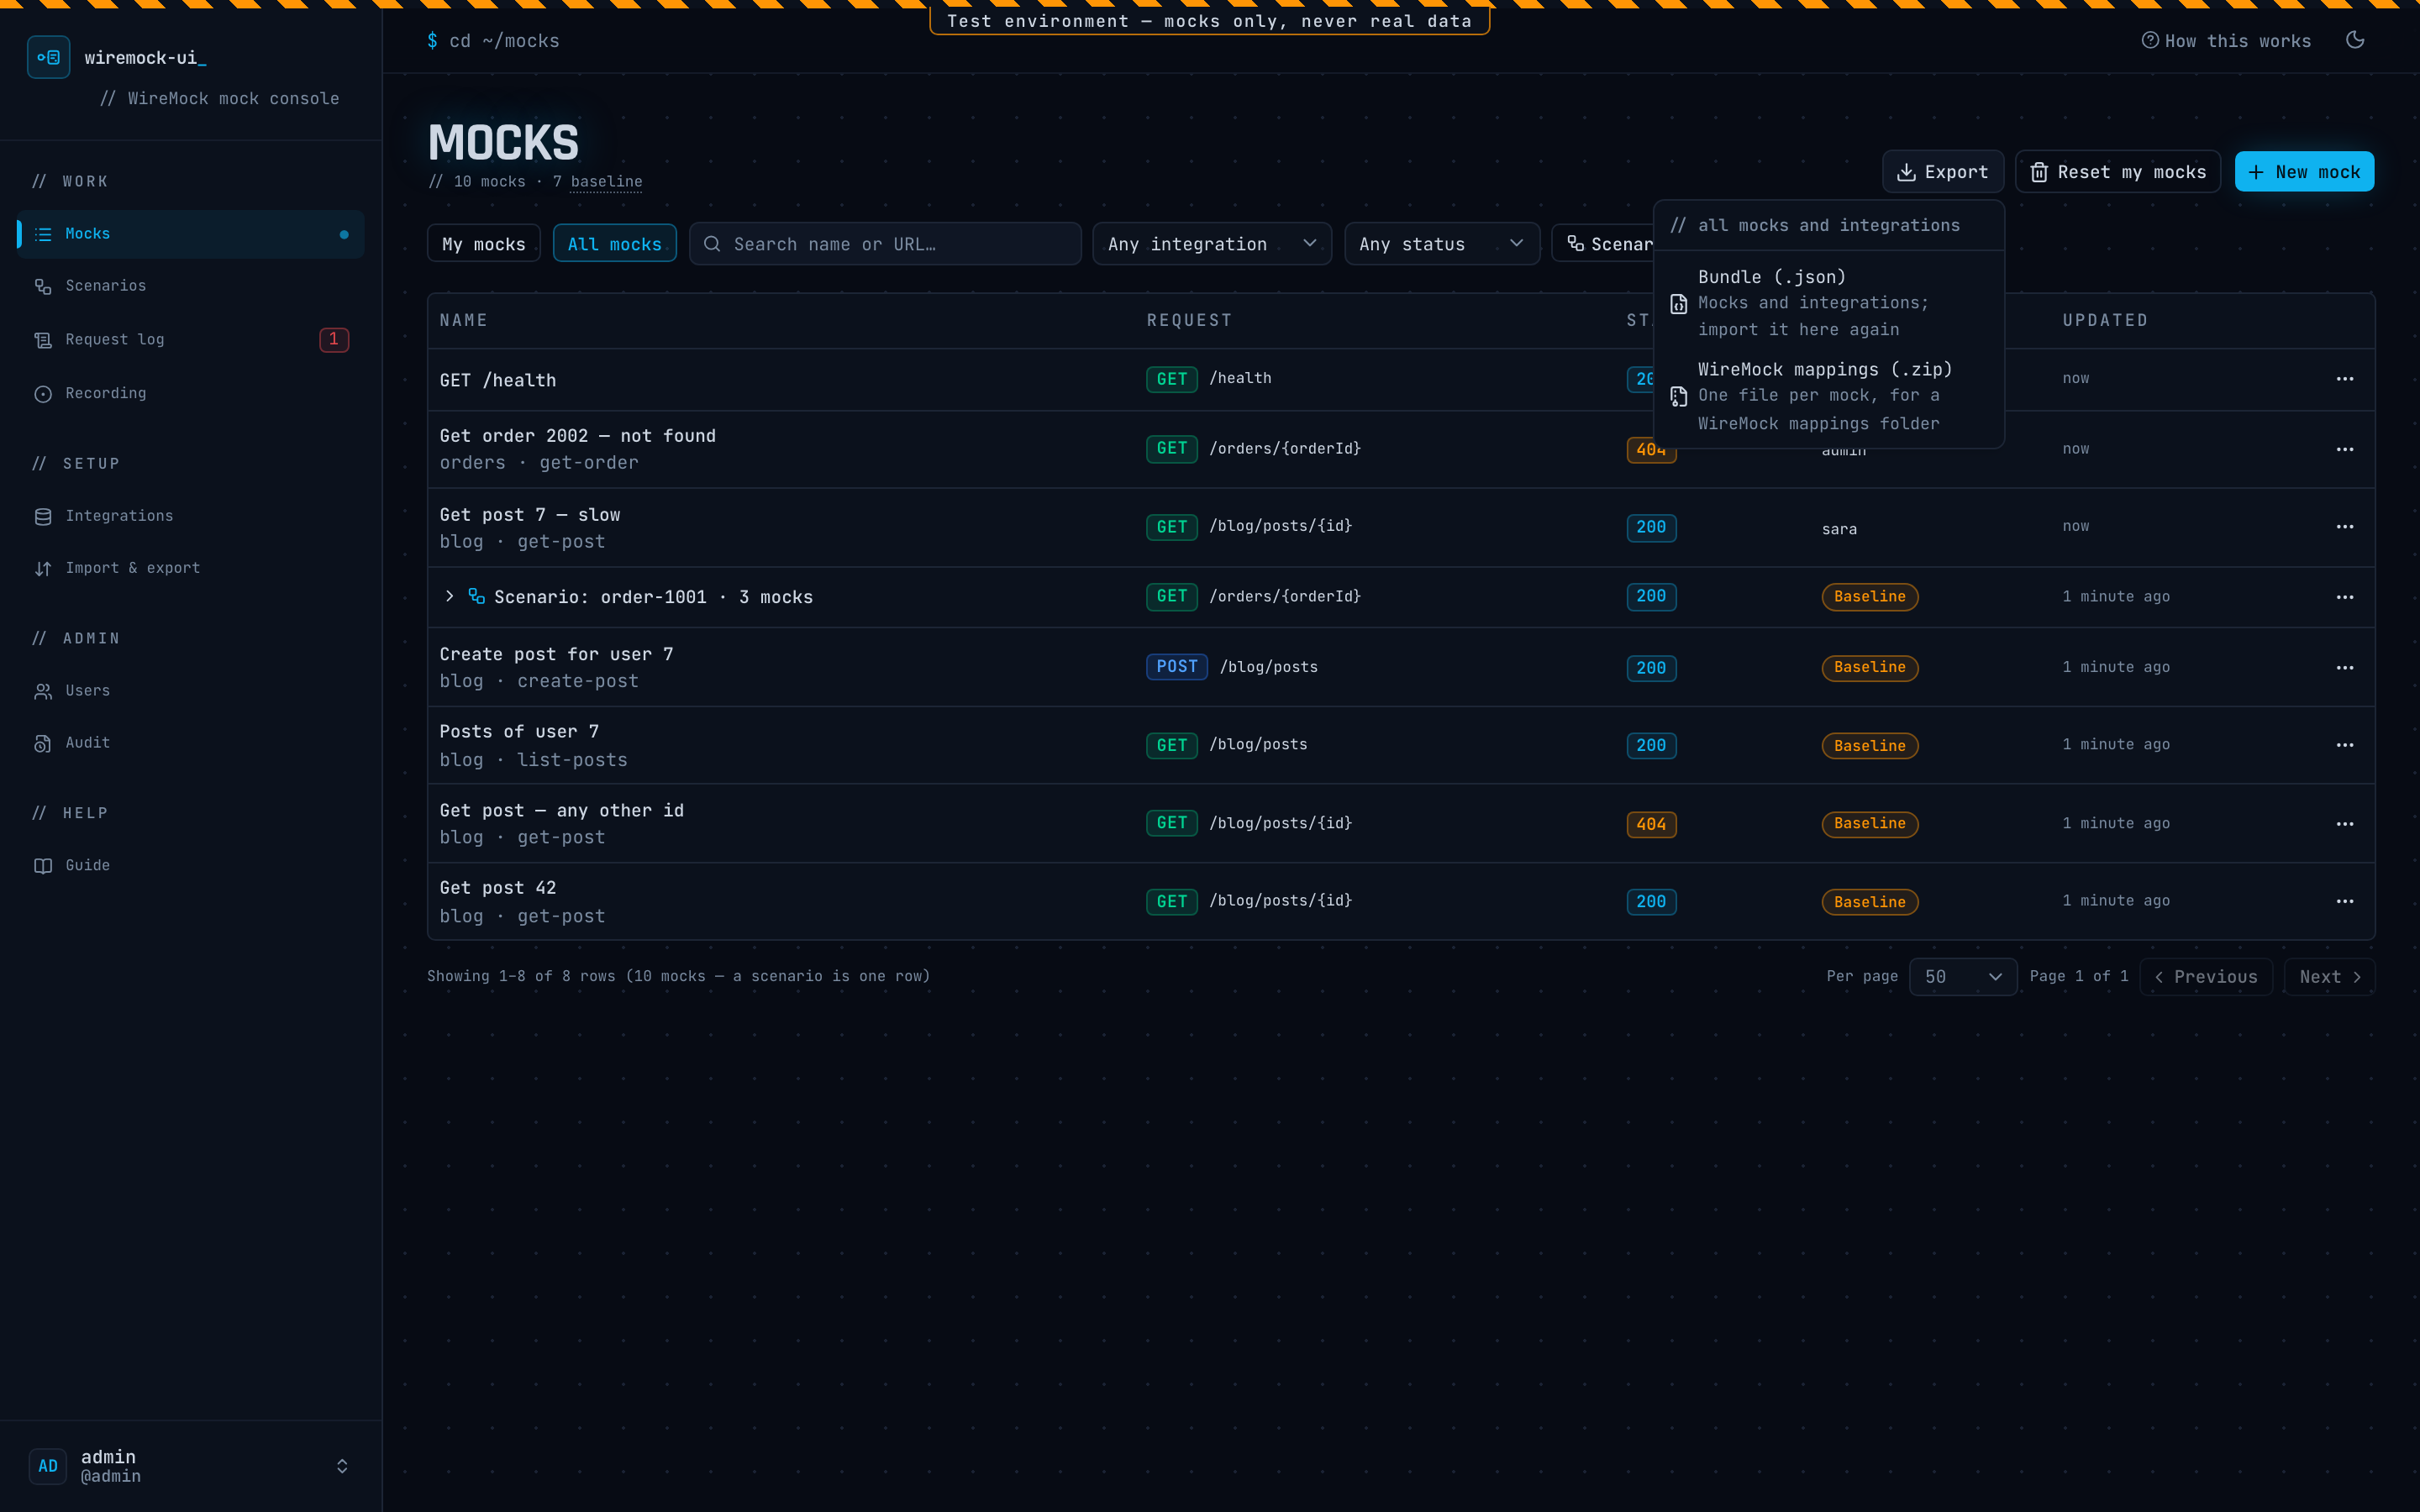 Test environment — mocks only, never real data
wiremock-ui_
// WireMock mock console
$ cd ~/mocks
How this works
// WORK
Mocks
Scenarios
Request log 1
Recording
// SETUP
Integrations
Import & export
// ADMIN
Users
Audit
// HELP
Guide
AD
admin
@admin
MOCKS
// 10 mocks · 7 baseline
Export
Reset my mocks
+ New mock
My mocks
All mocks
Search name or URL…
Any integration
Any status
// all mocks and integrations
Bundle (.json)
Mocks and integrations;
import it here again
WireMock mappings (.zip)
One file per mock, for a
WireMock mappings folder
NAME REQUEST UPDATED
GET /health GET /health now
Get order 2002 — not found
orders · get-order
GET /orders/{orderId} 404 admin now
Get post 7 — slow
blog · get-post
GET /blog/posts/{id} 200 sara now
Scenario: order-1001 · 3 mocks GET /orders/{orderId} 200 Baseline 1 minute ago
Create post for user 7
blog · create-post
POST /blog/posts 200 Baseline 1 minute ago
Posts of user 7
blog · list-posts
GET /blog/posts 200 Baseline 1 minute ago
Get post — any other id
blog · get-post
GET /blog/posts/{id} 404 Baseline 1 minute ago
Get post 42
blog · get-post
GET /blog/posts/{id} 200 Baseline 1 minute ago
Showing 1–8 of 8 rows (10 mocks — a scenario is one row)
Per page 50 Page 1 of 1 Previous Next